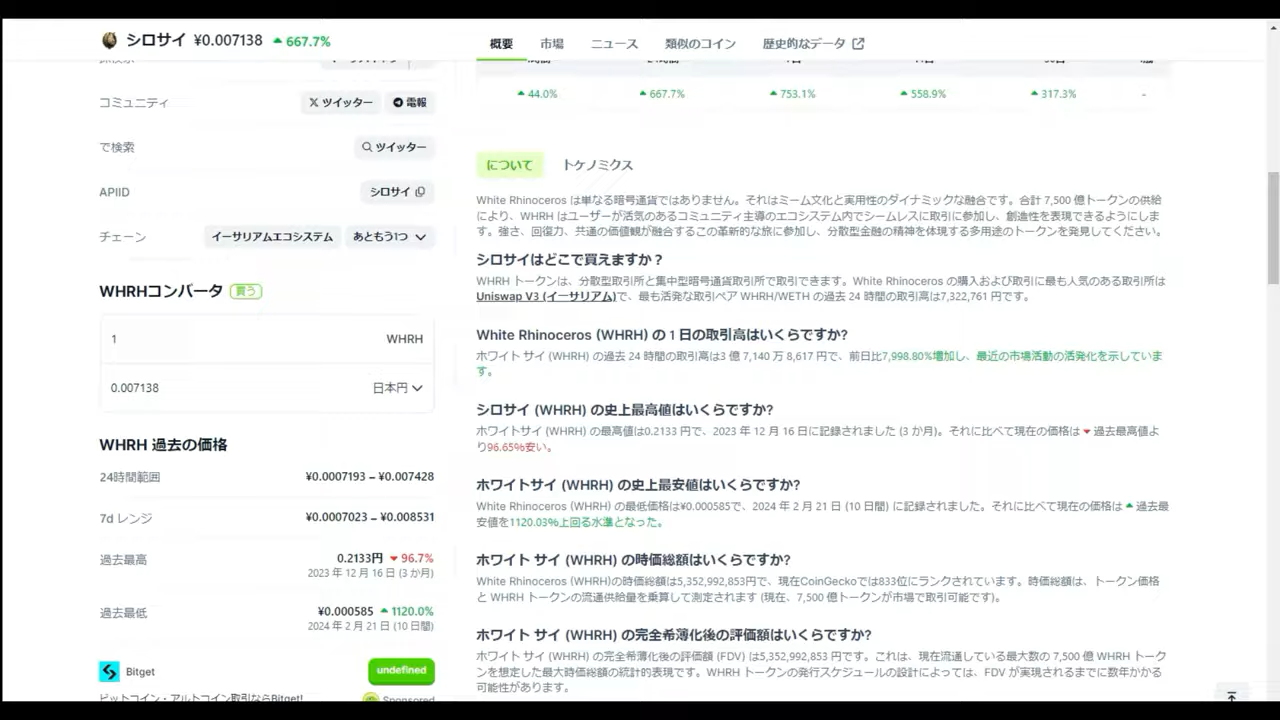 シロサイ ¥0.007138 ▲ 667.7%
概要 市場 ニュース 類似のコイン 歴史的なデータ
コミュニティ ツイッター 電報
で検索 ツイッター
APIID シロサイ
チェーン イーサリアムエコシステム あともう1つ
WHRHコンバータ 買う
1 WHRH
0.007138 日本円
WHRH 過去の価格
24時間範囲 ¥0.0007193 – ¥0.007428
7d レンジ ¥0.0007023 – ¥0.008531
過去最高 0.2133円 ▼ 96.7%
2023 年 12 月 16 日 (3 か月)
過去最低 ¥0.000585 ▲ 1120.0%
2024 年 2 月 21 日 (10 日間)
Bitget undefined
ビットコイン・アルトコイン取引ならBitget! Sponsored
▲ 44.0% ▲ 667.7% ▲ 753.1% ▲ 558.9% ▲ 317.3% -
について トケノミクス
White Rhinoceros は単なる暗号通貨ではありません。それはミーム文化と実用性のダイナミックな融合です。合計 7,500 億トークンの供給
により、WHRH はユーザーが活気のあるコミュニティ主導のエコシステム内でシームレスに取引に参加し、創造性を表現できるようにしま
す。強さ、回復力、共通の価値観が融合するこの革新的な旅に参加し、分散型金融の精神を体現する多用途のトークンを発見してください。
シロサイはどこで買えますか？
WHRH トークンは、分散型取引所と集中型暗号通貨取引所で取引できます。White Rhinoceros の購入および取引に最も人気のある取引所は
Uniswap V3 (イーサリアム)で、最も活発な取引ペア WHRH/WETH の過去 24 時間の取引高は7,322,761 円です。
White Rhinoceros (WHRH) の 1 日の取引高はいくらですか?
ホワイト サイ (WHRH) の過去 24 時間の取引高は3 億 7,140 万 8,617 円で、前日比7,998.80%増加し、最近の市場活動の活発化を示していま
す。
シロサイ (WHRH) の史上最高値はいくらですか?
ホワイトサイ (WHRH) の最高値は0.2133 円で、2023 年 12 月 16 日に記録されました (3 か月)。それに比べて現在の価格は ▼ 過去最高値よ
り96.65%安い。
ホワイトサイ (WHRH) の史上最安値はいくらですか?
White Rhinoceros (WHRH) の最低価格は¥0.000585で、2024 年 2 月 21 日 (10 日間) に記録されました。それに比べて現在の価格は ▲ 過去最
安値を1120.03%上回る水準となった。
ホワイト サイ (WHRH) の時価総額はいくらですか?
White Rhinoceros (WHRH)の時価総額は5,352,992,853円で、現在CoinGeckoでは833位にランクされています。時価総額は、トークン価格
と WHRH トークンの流通供給量を乗算して測定されます (現在、7,500 億トークンが市場で取引可能です)。
ホワイト サイ (WHRH) の完全希薄化後の評価額はいくらですか?
ホワイト サイ (WHRH) の完全希薄化後の評価額 (FDV) は5,352,992,853 円です。これは、現在流通している最大数の 7,500 億 WHRH トークン
を想定した最大時価総額の統計的表現です。WHRH トークンの発行スケジュールの設計によっては、FDV が実現されるまでに数年かかる
可能性があります。